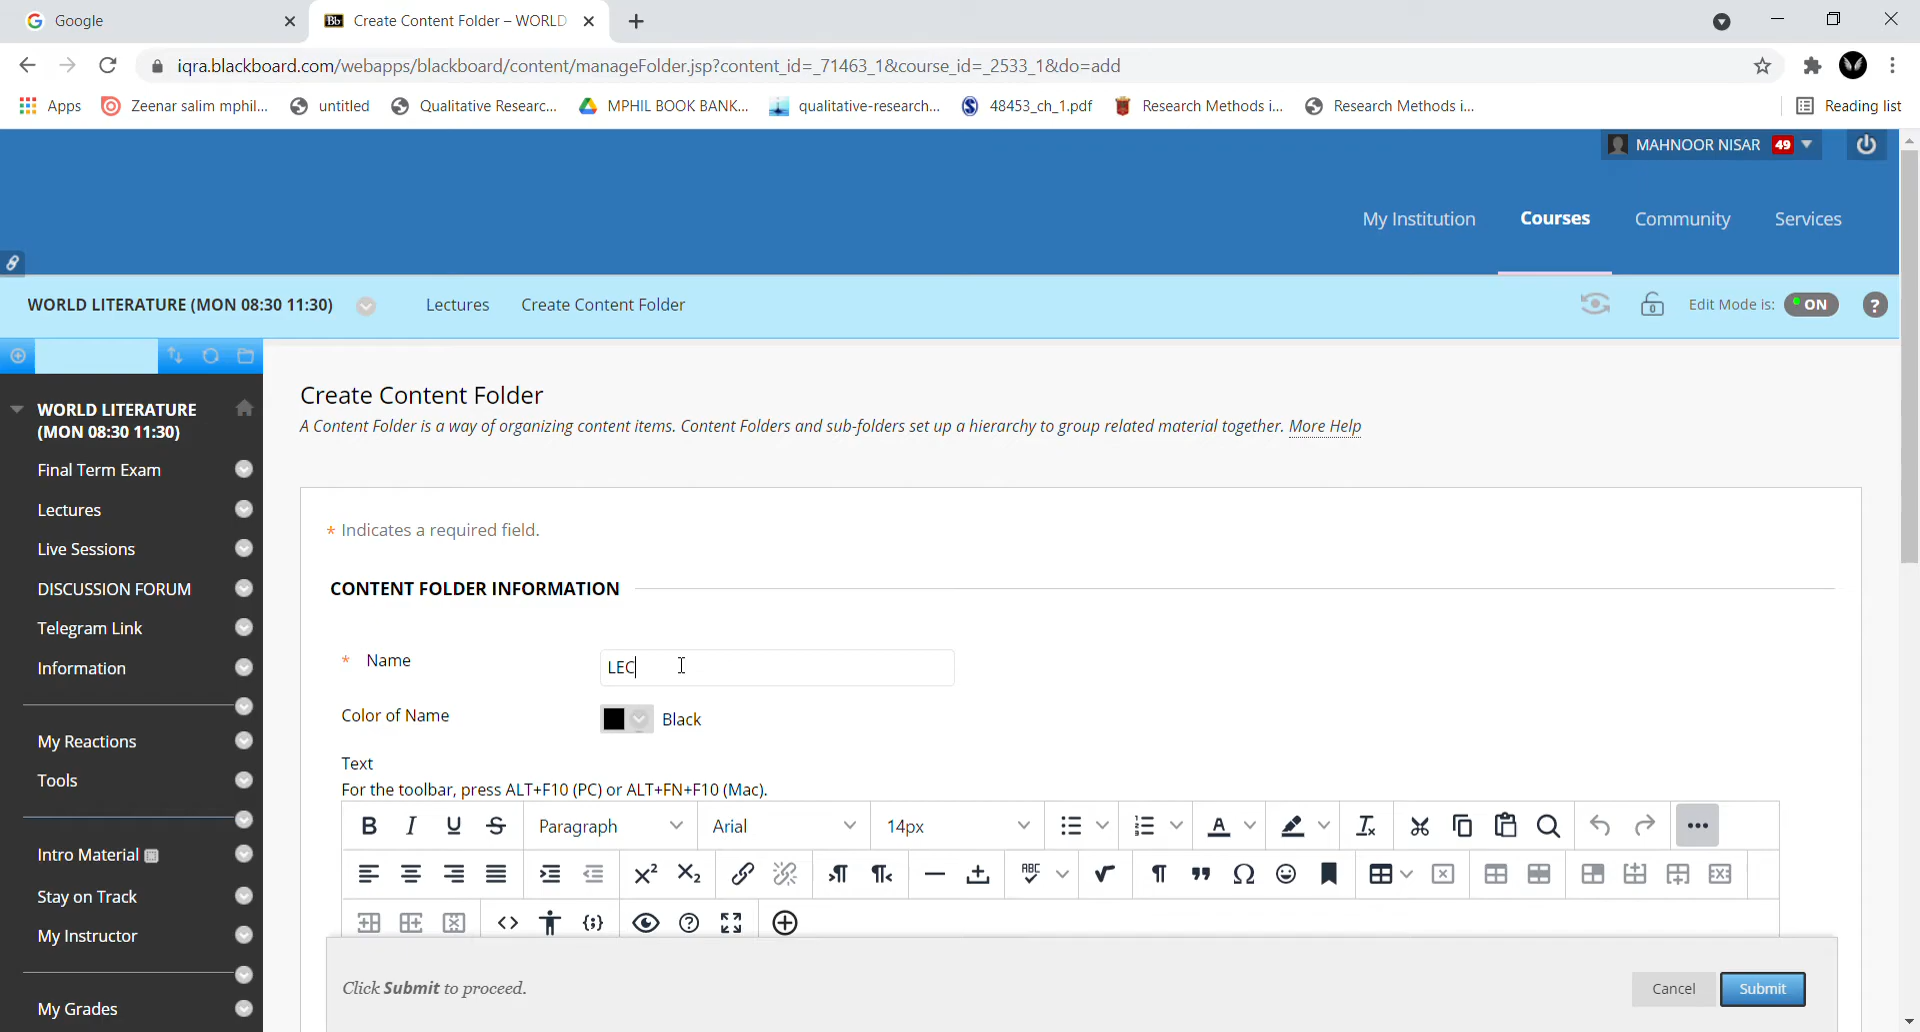 Google
Bb Create Content Folder – WORLD
iqra.blackboard.com/webapps/blackboard/content/manageFolder.jsp?content_id=_71463_1&course_id=_2533_1&do=add
Apps Zeenar salim mphil... untitled Qualitative Researc... MPHIL BOOK BANK... qualitative-research... 48453_ch_1.pdf Research Methods i... Research Methods i... Reading list
MAHNOOR NISAR 49
My Institution Courses Community Services
WORLD LITERATURE (MON 08:30 11:30) Lectures Create Content Folder Edit Mode is: ON ?
WORLD LITERATURE
(MON 08:30 11:30)
Final Term Exam
Lectures
Live Sessions
DISCUSSION FORUM
Telegram Link
Information
My Reactions
Tools
Intro Material
Stay on Track
My Instructor
My Grades
Create Content Folder
A Content Folder is a way of organizing content items. Content Folders and sub-folders set up a hierarchy to group related material together. More Help
* Indicates a required field.
CONTENT FOLDER INFORMATION
* Name LEC
Color of Name Black
Text
For the toolbar, press ALT+F10 (PC) or ALT+FN+F10 (Mac).
B I U S Paragraph Arial 14px
Click Submit to proceed. Cancel Submit